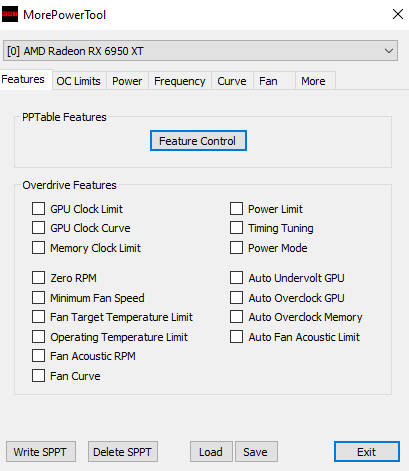 MorePowerTool
[0] AMD Radeon RX 6950 XT
Features OC Limits Power Frequency Curve Fan More
PPTable Features
Feature Control
Overdrive Features
GPU Clock Limit
GPU Clock Curve
Memory Clock Limit
Power Limit
Timing Tuning
Power Mode
Zero RPM
Minimum Fan Speed
Fan Target Temperature Limit
Operating Temperature Limit
Fan Acoustic RPM
Fan Curve
Auto Undervolt GPU
Auto Overclock GPU
Auto Overclock Memory
Auto Fan Acoustic Limit
Write SPPT Delete SPPT Load Save Exit